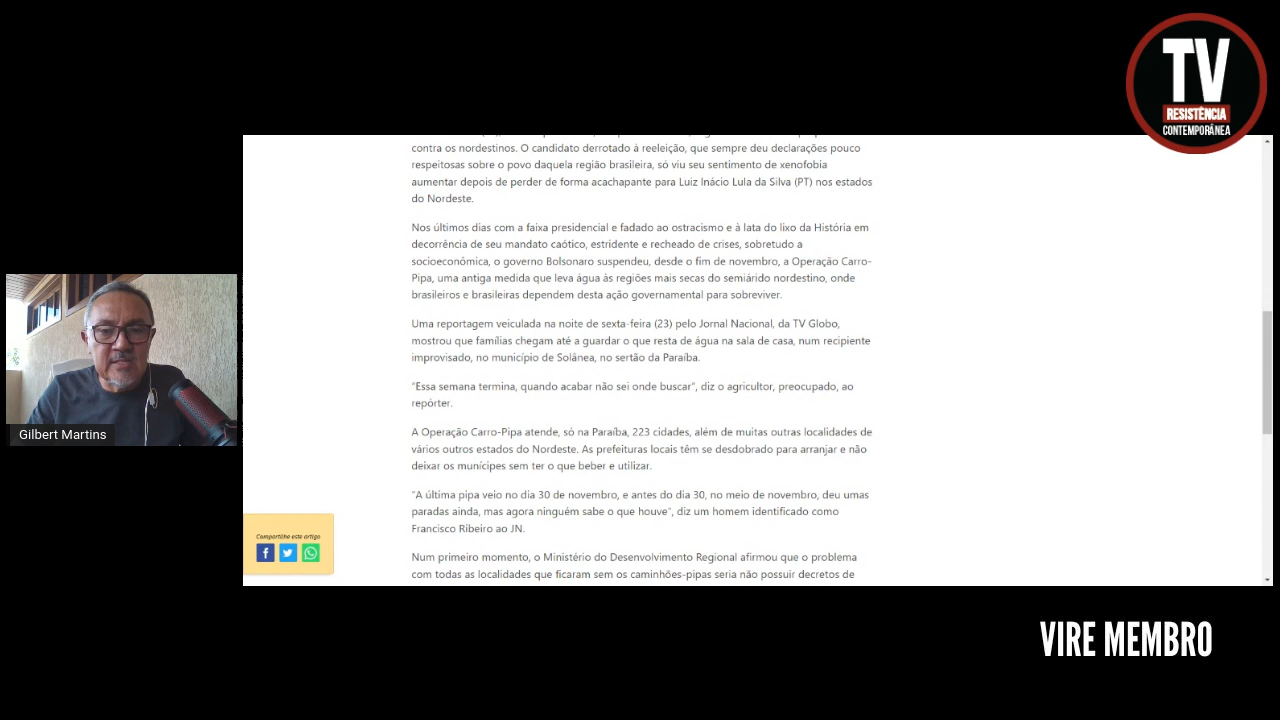 TV
RESISTÊNCIA
CONTEMPORÂNEA
contra os nordestinos. O candidato derrotado à reeleição, que sempre deu declarações pouco
respeitosas sobre o povo daquela região brasileira, só viu seu sentimento de xenofobia
aumentar depois de perder de forma acachapante para Luiz Inácio Lula da Silva (PT) nos estados
do Nordeste.
Nos últimos dias com a faixa presidencial e fadado ao ostracismo e à lata do lixo da História em
decorrência de seu mandato caótico, estridente e recheado de crises, sobretudo a
socioeconômica, o governo Bolsonaro suspendeu, desde o fim de novembro, a Operação Carro-
Pipa, uma antiga medida que leva água às regiões mais secas do semiárido nordestino, onde
brasileiros e brasileiras dependem desta ação governamental para sobreviver.
Uma reportagem veiculada na noite de sexta-feira (23) pelo Jornal Nacional, da TV Globo,
mostrou que famílias chegam até a guardar o que resta de água na sala de casa, num recipiente
improvisado, no município de Solânea, no sertão da Paraíba.
“Essa semana termina, quando acabar não sei onde buscar”, diz o agricultor, preocupado, ao
repórter.
A Operação Carro-Pipa atende, só na Paraíba, 223 cidades, além de muitas outras localidades de
vários outros estados do Nordeste. As prefeituras locais têm se desdobrado para arranjar e não
deixar os munícipes sem ter o que beber e utilizar.
“A última pipa veio no dia 30 de novembro, e antes do dia 30, no meio de novembro, deu umas
paradas ainda, mas agora ninguém sabe o que houve”, diz um homem identificado como
Francisco Ribeiro ao JN.
Num primeiro momento, o Ministério do Desenvolvimento Regional afirmou que o problema
com todas as localidades que ficaram sem os caminhões-pipas seria não possuir decretos de
Compartilhe este artigo
Gilbert Martins
VIRE MEMBRO